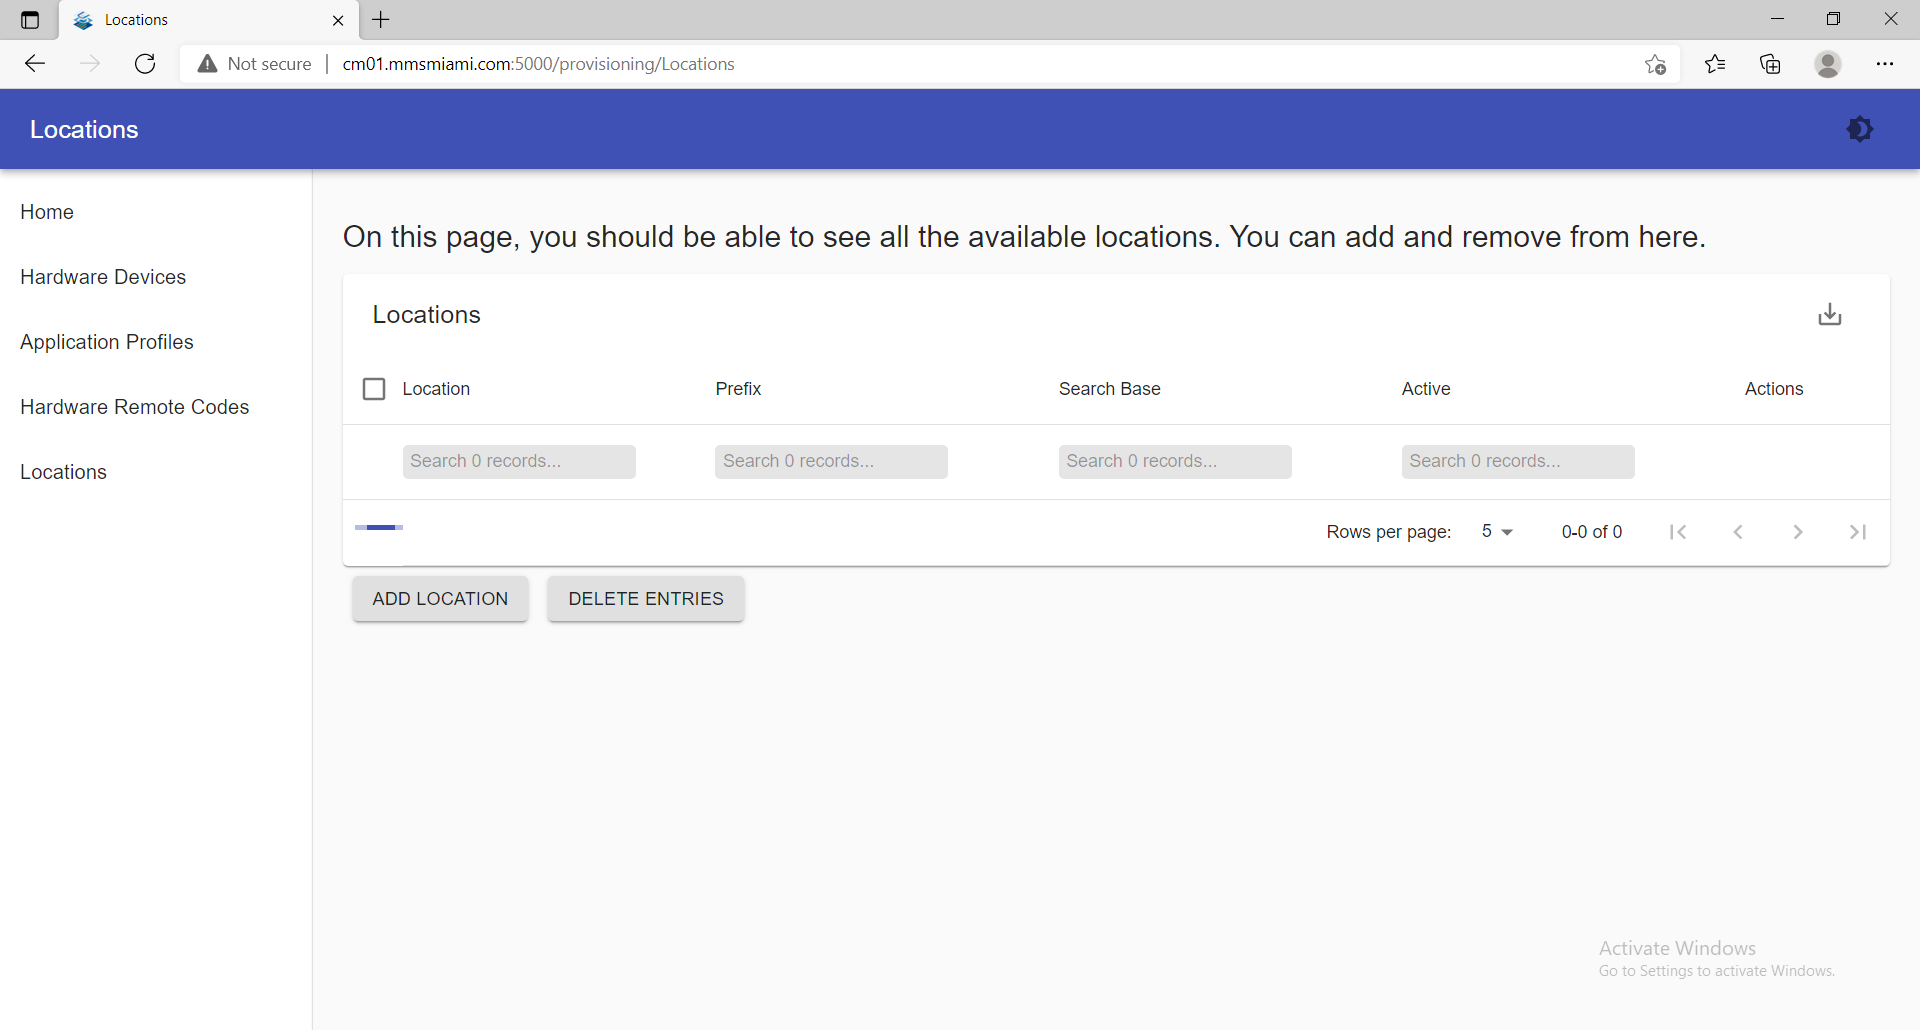 Locations
Not secure
cm01.mmsmiami.com:5000/provisioning/Locations
Locations
Home
Hardware Devices
Application Profiles
Hardware Remote Codes
Locations
On this page, you should be able to see all the available locations. You can add and remove from here.
Locations
Location Prefix Search Base Active Actions
Search 0 records... Search 0 records... Search 0 records... Search 0 records...
Rows per page: 5 0-0 of 0
ADD LOCATION DELETE ENTRIES
Activate Windows
Go to Settings to activate Windows.